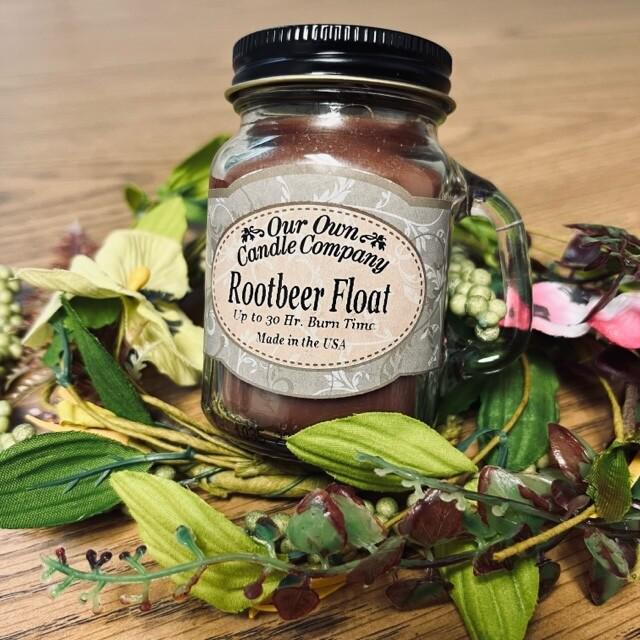 Our Own
Candle Company
Rootbeer Float
Up to 30 Hr. Burn Time
Made in the USA